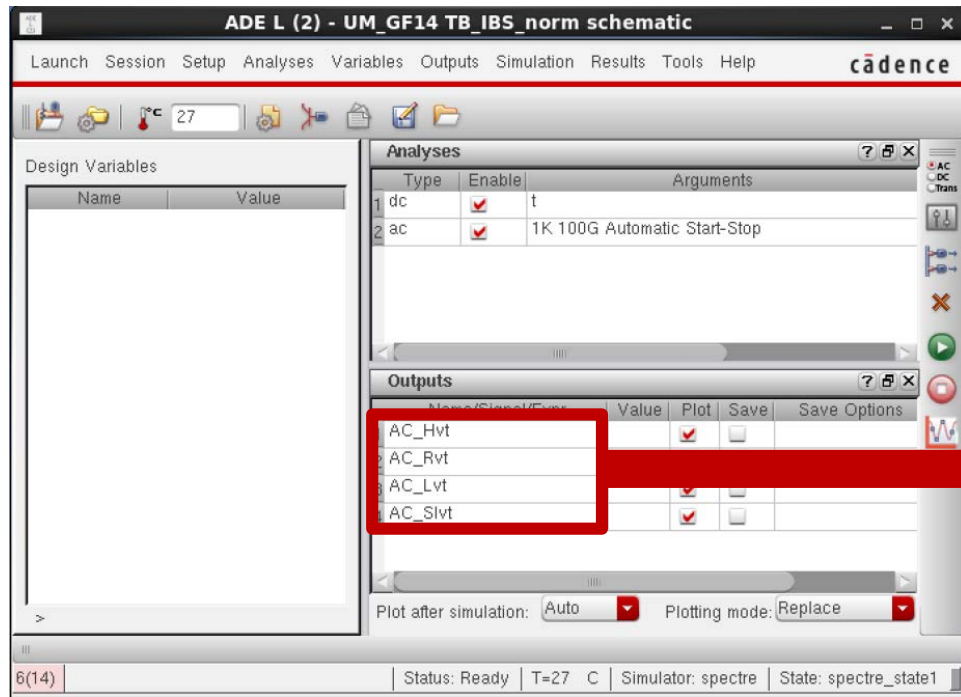 ADE L (2) - UM_GF14 TB_IBS_norm schematic
Launch Session Setup Analyses Variables Outputs Simulation Results Tools Help cādence
°C 27
Design Variables
Name Value
>
Analyses
Type Enable Arguments
1 dc t
2 ac 1K 100G Automatic Start-Stop
AC
DC
Trans
Outputs
Name/Signal/Expr Value Plot Save Save Options
AC_Hvt
AC_Rvt
AC_Lvt
AC_Slvt
Plot after simulation: Auto Plotting mode: Replace
6(14) Status: Ready T=27 C Simulator: spectre State: spectre_state1